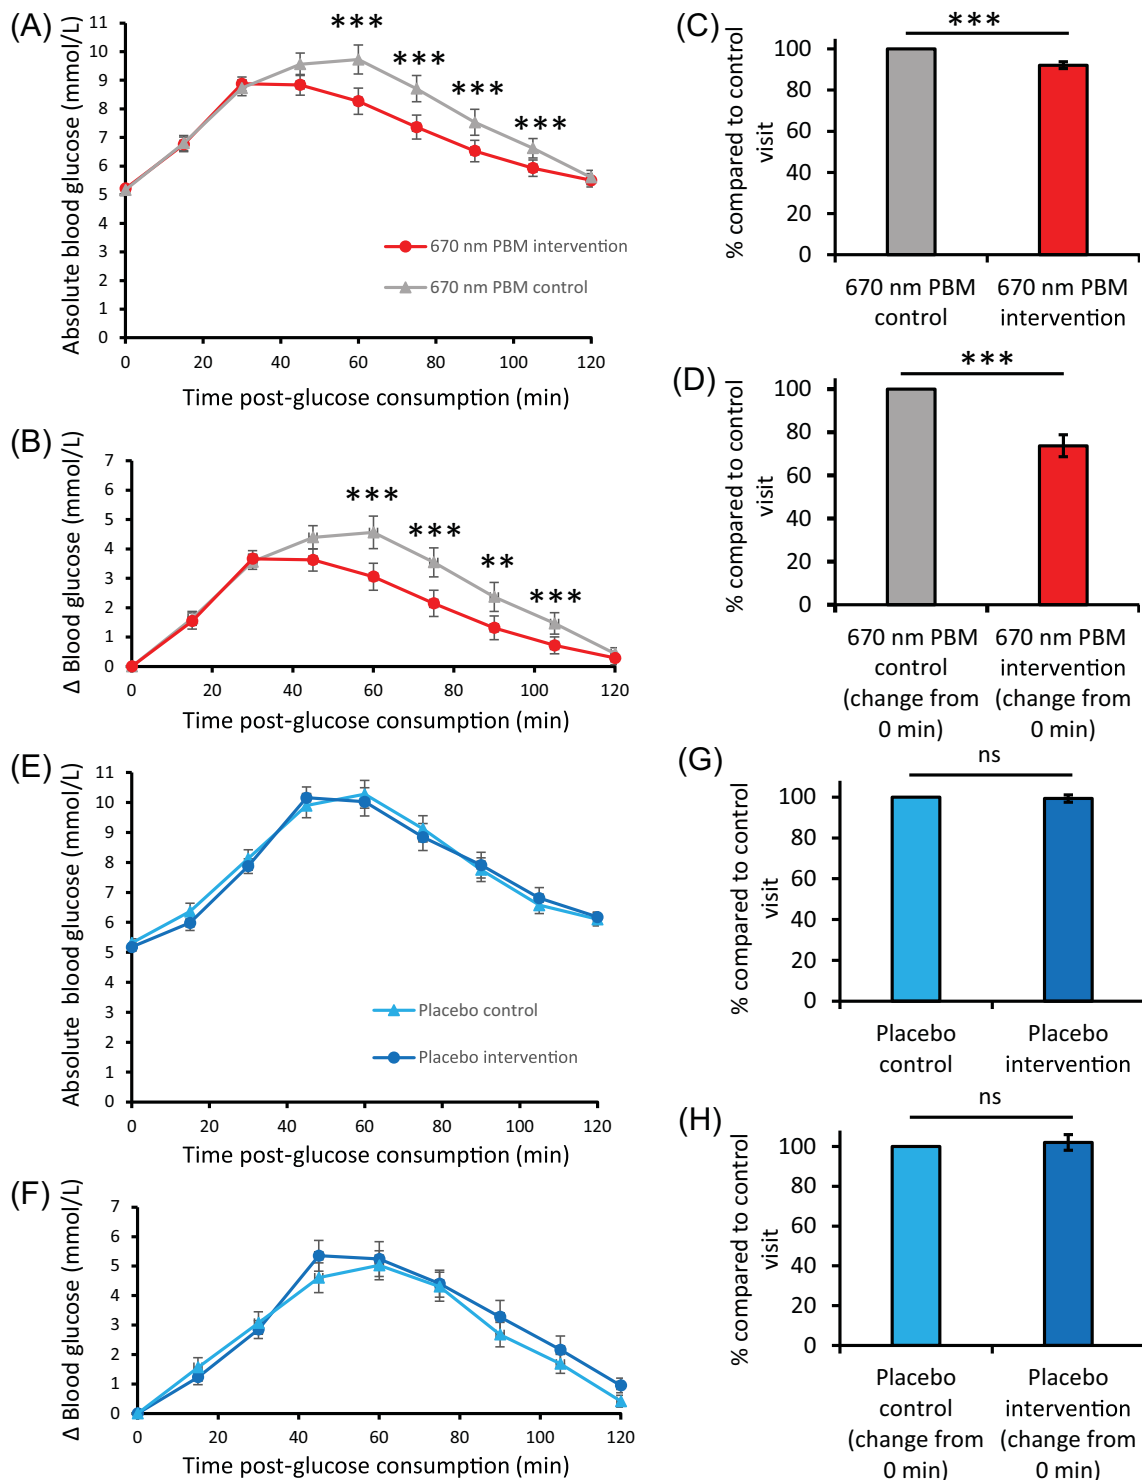 (A)
Absolute blood glucose (mmol/L)
11
10
9
8
7
6
5
4
3
2
1
0
***
***
***
***
670 nm PBM intervention
670 nm PBM control
0 20 40 60 80 100 120
Time post-glucose consumption (min)
(C)
% compared to control
visit
100
80
60
40
20
0
***
670 nm PBM
control
670 nm PBM
intervention
(B)
Δ Blood glucose (mmol/L)
7
6
5
4
3
2
1
0
***
***
**
***
0 20 40 60 80 100 120
Time post-glucose consumption (min)
(D)
% compared to control
visit
100
80
60
40
20
0
***
670 nm PBM
control
(change from
0 min)
670 nm PBM
intervention
(change from
0 min)
(E)
Absolute blood glucose (mmol/L)
11
10
9
8
7
6
5
4
3
2
1
0
Placebo control
Placebo intervention
0 20 40 60 80 100 120
Time post-glucose consumption (min)
(G)
% compared to control
visit
100
80
60
40
20
0
ns
Placebo
control
Placebo
intervention
(F)
Δ Blood glucose (mmol/L)
7
6
5
4
3
2
1
0
0 20 40 60 80 100 120
Time post-glucose consumption (min)
(H)
% compared to control
visit
100
80
60
40
20
0
ns
Placebo
control
(change from
0 min)
Placebo
intervention
(change from
0 min)